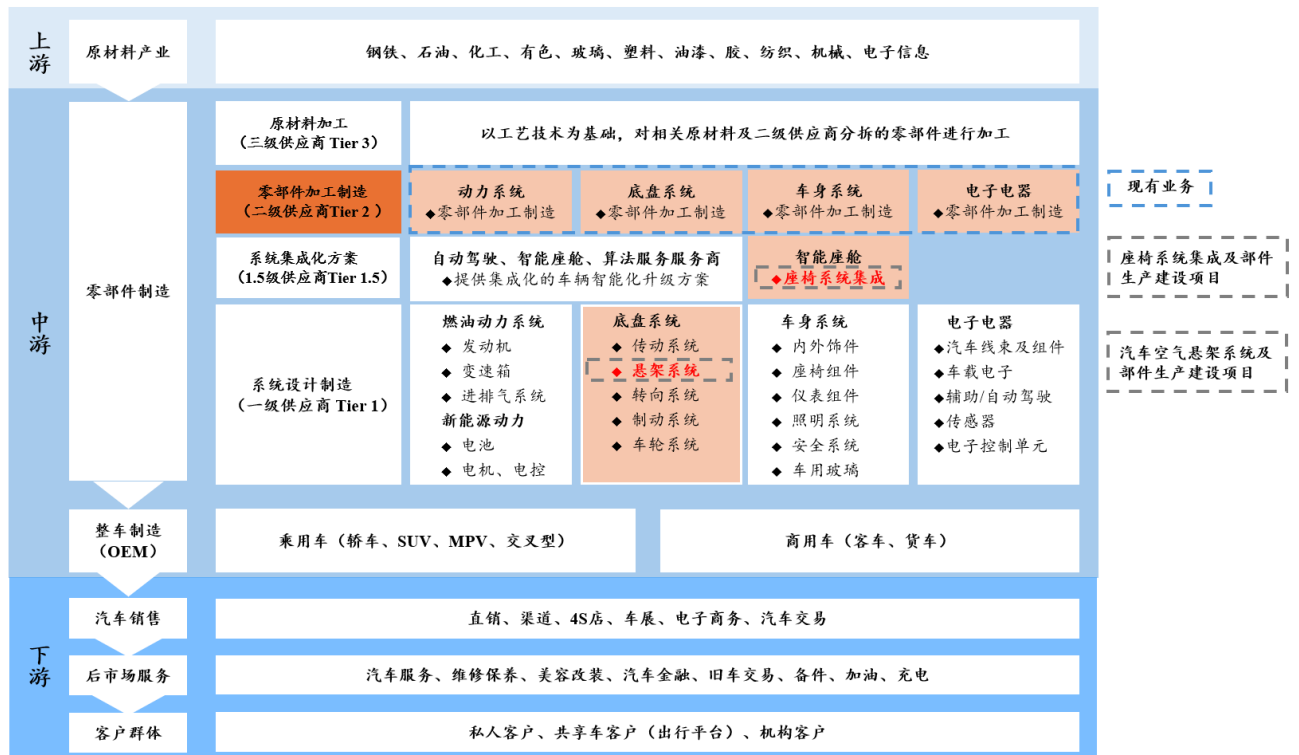 上游
原材料产业
钢铁、石油、化工、有色、玻璃、塑料、油漆、胶、纺织、机械、电子信息
中游
零部件制造
原材料加工
（三级供应商 Tier 3）
以工艺技术为基础，对相关原材料及二级供应商分拆的零部件进行加工
零部件加工制造
（二级供应商Tier 2 ）
动力系统
◆零部件加工制造
底盘系统
◆零部件加工制造
车身系统
◆零部件加工制造
电子电器
◆零部件加工制造
系统集成化方案
（1.5级供应商Tier 1.5）
自动驾驶、智能座舱、算法服务服务商
◆提供集成化的车辆智能化升级方案
智能座舱
◆座椅系统集成
系统设计制造
（一级供应商 Tier 1）
燃油动力系统
◆ 发动机
◆ 变速箱
◆ 进排气系统
新能源动力
◆ 电池
◆ 电机、电控
底盘系统
◆ 传动系统
◆ 悬架系统
◆ 转向系统
◆ 制动系统
◆ 车轮系统
车身系统
◆ 内外饰件
◆ 座椅组件
◆ 仪表组件
◆ 照明系统
◆ 安全系统
◆ 车用玻璃
电子电器
◆汽车线束及组件
◆车载电子
◆辅助/自动驾驶
◆传感器
◆电子控制单元
整车制造
（OEM）
乘用车（轿车、SUV、MPV、交叉型）
商用车（客车、货车）
下游
汽车销售
直销、渠道、4S店、车展、电子商务、汽车交易
后市场服务
汽车服务、维修保养、美容改装、汽车金融、旧车交易、备件、加油、充电
客户群体
私人客户、共享车客户（出行平台）、机构客户
现有业务
座椅系统集成及部件
生产建设项目
汽车空气悬架系统及
部件生产建设项目